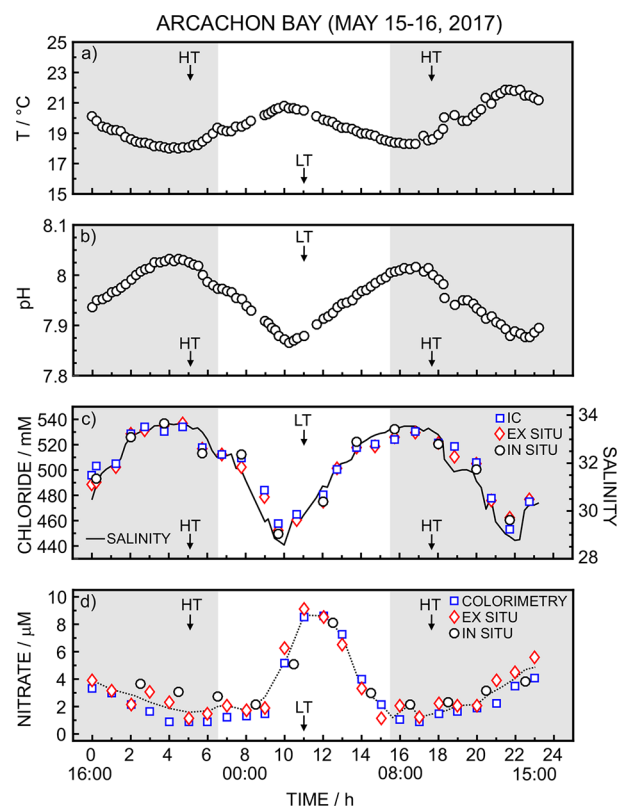 ARCACHON BAY (MAY 15-16, 2017)
a)
HT
HT
LT
25
23
21
19
17
15
T / °C
b)
LT
HT
HT
8.1
8
7.9
7.8
pH
c)
LT
IC
EX SITU
IN SITU
SALINITY
HT
HT
540
520
500
480
460
440
CHLORIDE / mM
34
32
30
28
SALINITY
d)
HT
HT
COLORIMETRY
EX SITU
IN SITU
LT
10
8
6
4
2
0
NITRATE / µM
0 2 4 6 8 10 12 14 16 18 20 22 24
16:00 00:00 08:00 15:00
TIME / h